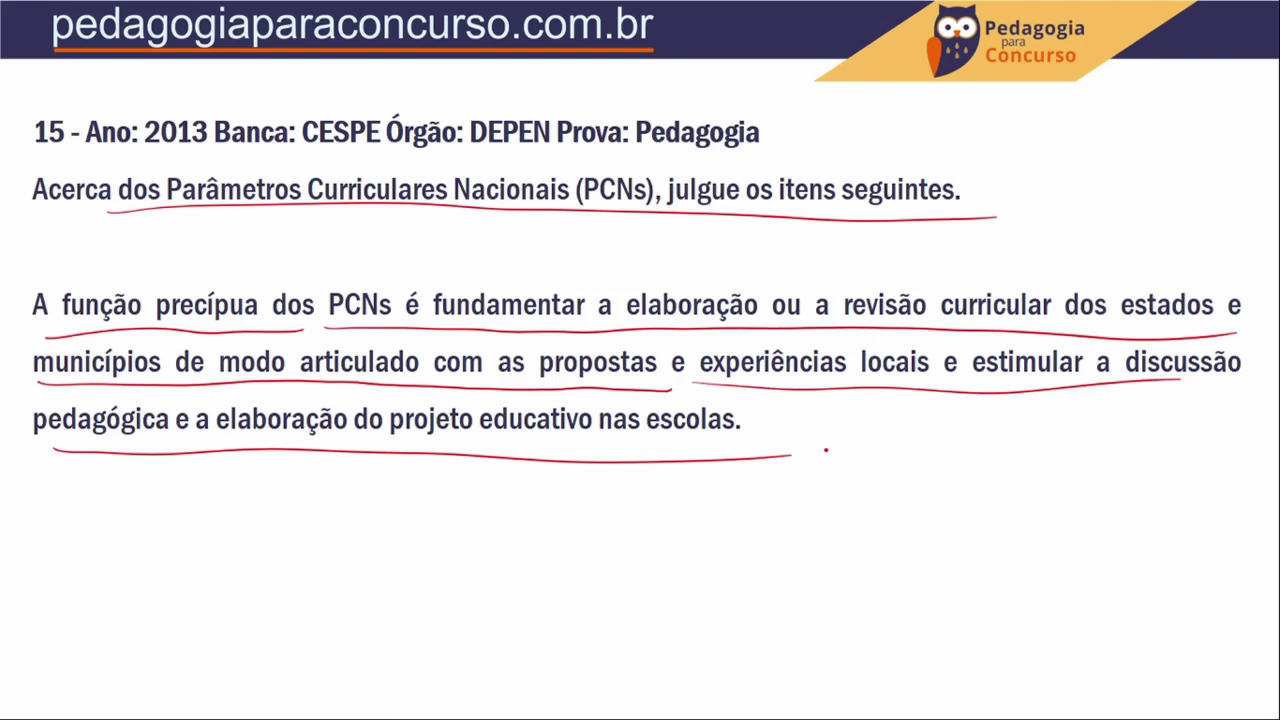 pedagogiaparaconcurso.com.br
Pedagogia
para
Concurso
15 - Ano: 2013 Banca: CESPE Órgão: DEPEN Prova: Pedagogia
Acerca dos Parâmetros Curriculares Nacionais (PCNs), julgue os itens seguintes.
A função precípua dos PCNs é fundamentar a elaboração ou a revisão curricular dos estados e
municípios de modo articulado com as propostas e experiências locais e estimular a discussão
pedagógica e a elaboração do projeto educativo nas escolas.